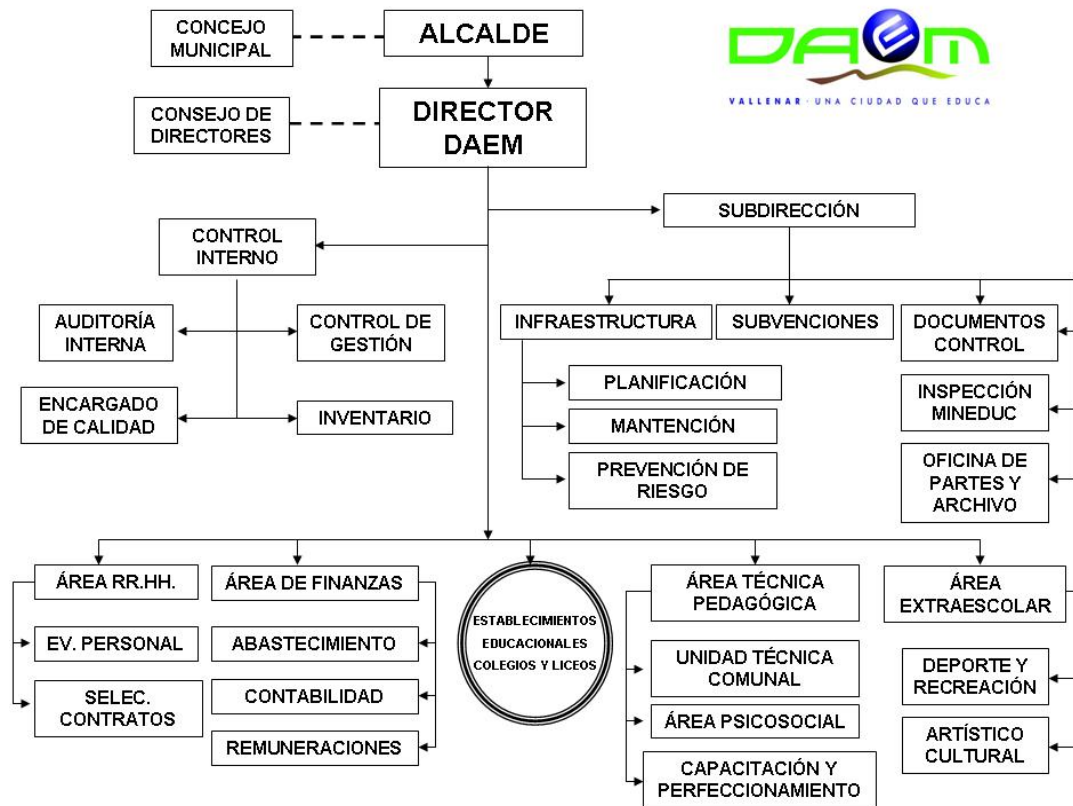 CONCEJO
MUNICIPAL
ALCALDE
DAEM
VALLENAR · UNA CIUDAD QUE EDUCA
CONSEJO DE
DIRECTORES
DIRECTOR
DAEM
SUBDIRECCIÓN
CONTROL
INTERNO
AUDITORÍA
INTERNA
CONTROL DE
GESTIÓN
ENCARGADO
DE CALIDAD
INVENTARIO
INFRAESTRUCTURA
SUBVENCIONES
DOCUMENTOS
CONTROL
PLANIFICACIÓN
MANTENCIÓN
PREVENCIÓN DE
RIESGO
INSPECCIÓN
MINEDUC
OFICINA DE
PARTES Y
ARCHIVO
ÁREA RR.HH.
EV. PERSONAL
SELEC.
CONTRATOS
ÁREA DE FINANZAS
ABASTECIMIENTO
CONTABILIDAD
REMUNERACIONES
ESTABLECIMIENTOS
EDUCACIONALES
COLEGIOS Y LICEOS
ÁREA TÉCNICA
PEDAGÓGICA
UNIDAD TÉCNICA
COMUNAL
ÁREA PSICOSOCIAL
CAPACITACIÓN Y
PERFECCIONAMIENTO
ÁREA
EXTRAESCOLAR
DEPORTE Y
RECREACIÓN
ARTÍSTICO
CULTURAL